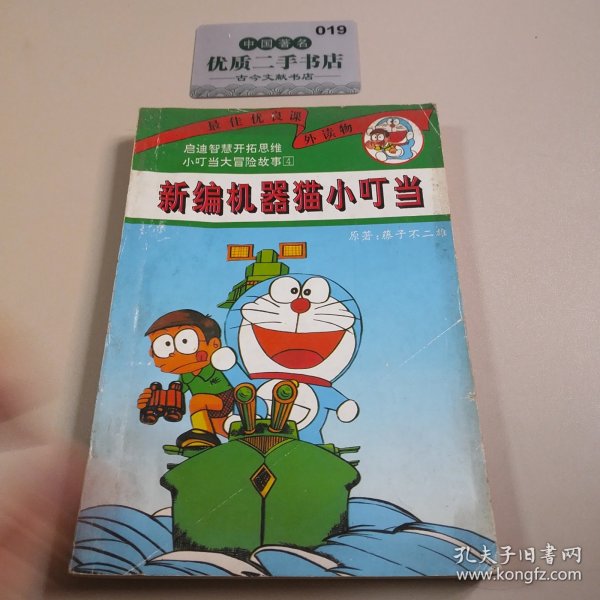 019
中国著名
优质二手书店
古今文献书店
最佳优良课外读物
启迪智慧开拓思维
小叮当大冒险故事4
新编机器猫小叮当
原著:藤子不二雄
孔夫子旧书网
www.kongfz.com